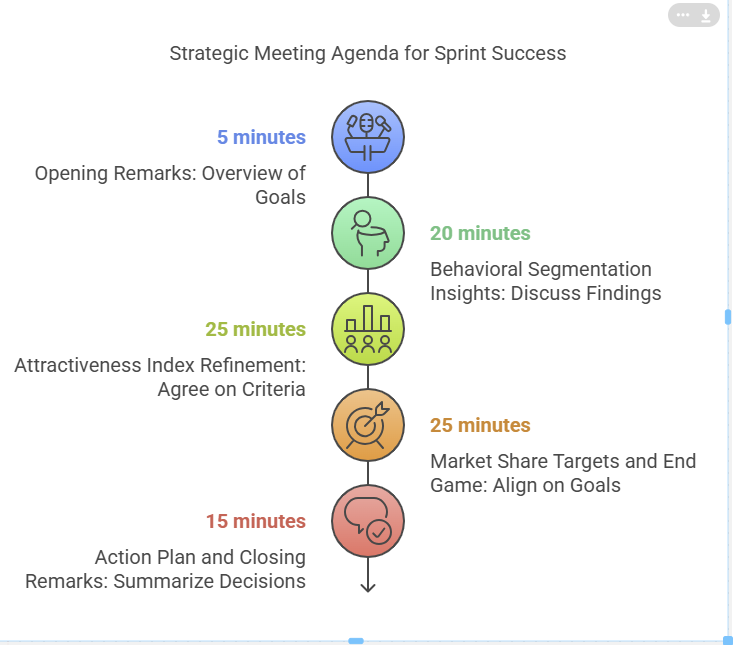 Strategic Meeting Agenda for Sprint Success
5 minutes
Opening Remarks: Overview of
Goals
20 minutes
Behavioral Segmentation
Insights: Discuss Findings
25 minutes
Attractiveness Index Refinement:
Agree on Criteria
25 minutes
Market Share Targets and End
Game: Align on Goals
15 minutes
Action Plan and Closing
Remarks: Summarize Decisions